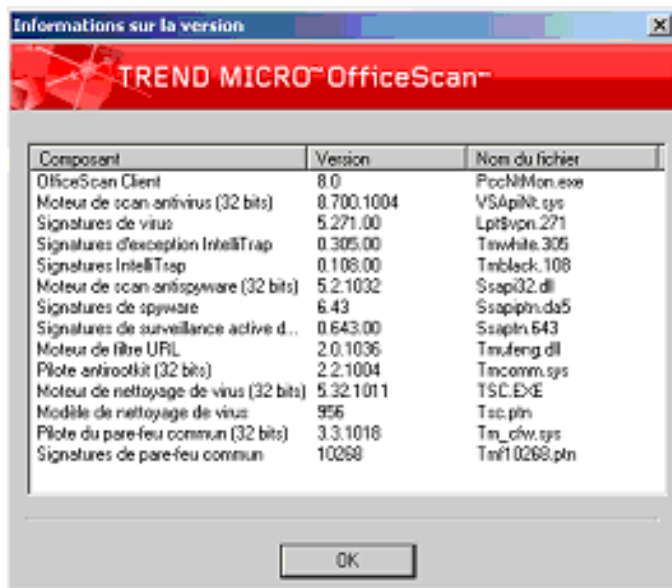 Informations sur la version
TREND MICRO™ OfficeScan™
Composant Version Nom du fichier
OfficeScan Client 8.0 PccNtMon.exe
Moteur de scan antivirus (32 bits) 8.700.1004 VSApiNt.sys
Signatures de virus 5.271.00 Lpt$vpn.271
Signatures d'exception IntelliTrap 0.305.00 Tmwhite.305
Signatures IntelliTrap 0.108.00 Tmblack.108
Moteur de scan antispyware (32 bits) 5.2.1032 Ssapi32.dll
Signatures de spyware 6.43 Ssapiptn.da5
Signatures de surveillance active d... 0.643.00 Ssaptn.643
Moteur de filtre URL 2.0.1036 Tmufeng.dll
Pilote antirootkit (32 bits) 2.2.1004 Tmcomm.sys
Moteur de nettoyage de virus (32 bits) 5.32.1011 TSC.EXE
Modèle de nettoyage de virus 956 Tsc.ptn
Pilote du pare-feu commun (32 bits) 3.3.1018 Tm_cfw.sys
Signatures de pare-feu commun 10268 Tmf10268.ptn
OK